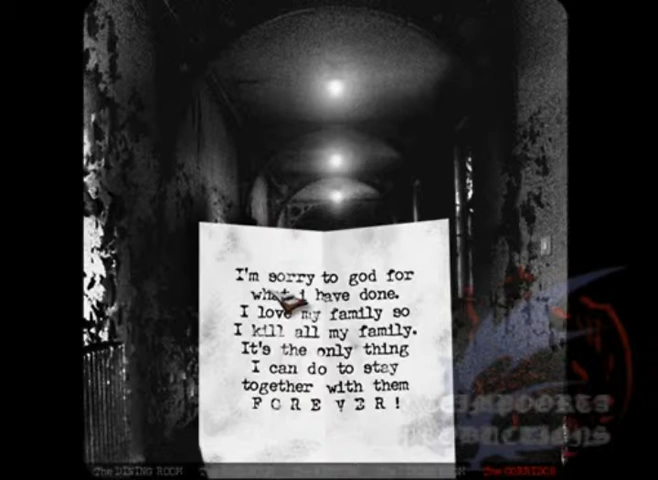 I'm sorry to god for
what i have done.
I love my family so
I kill all my family.
It's the only thing
I can do to stay
together with them
F O R E V E R !
The DINING ROOM
The CORRIDOR